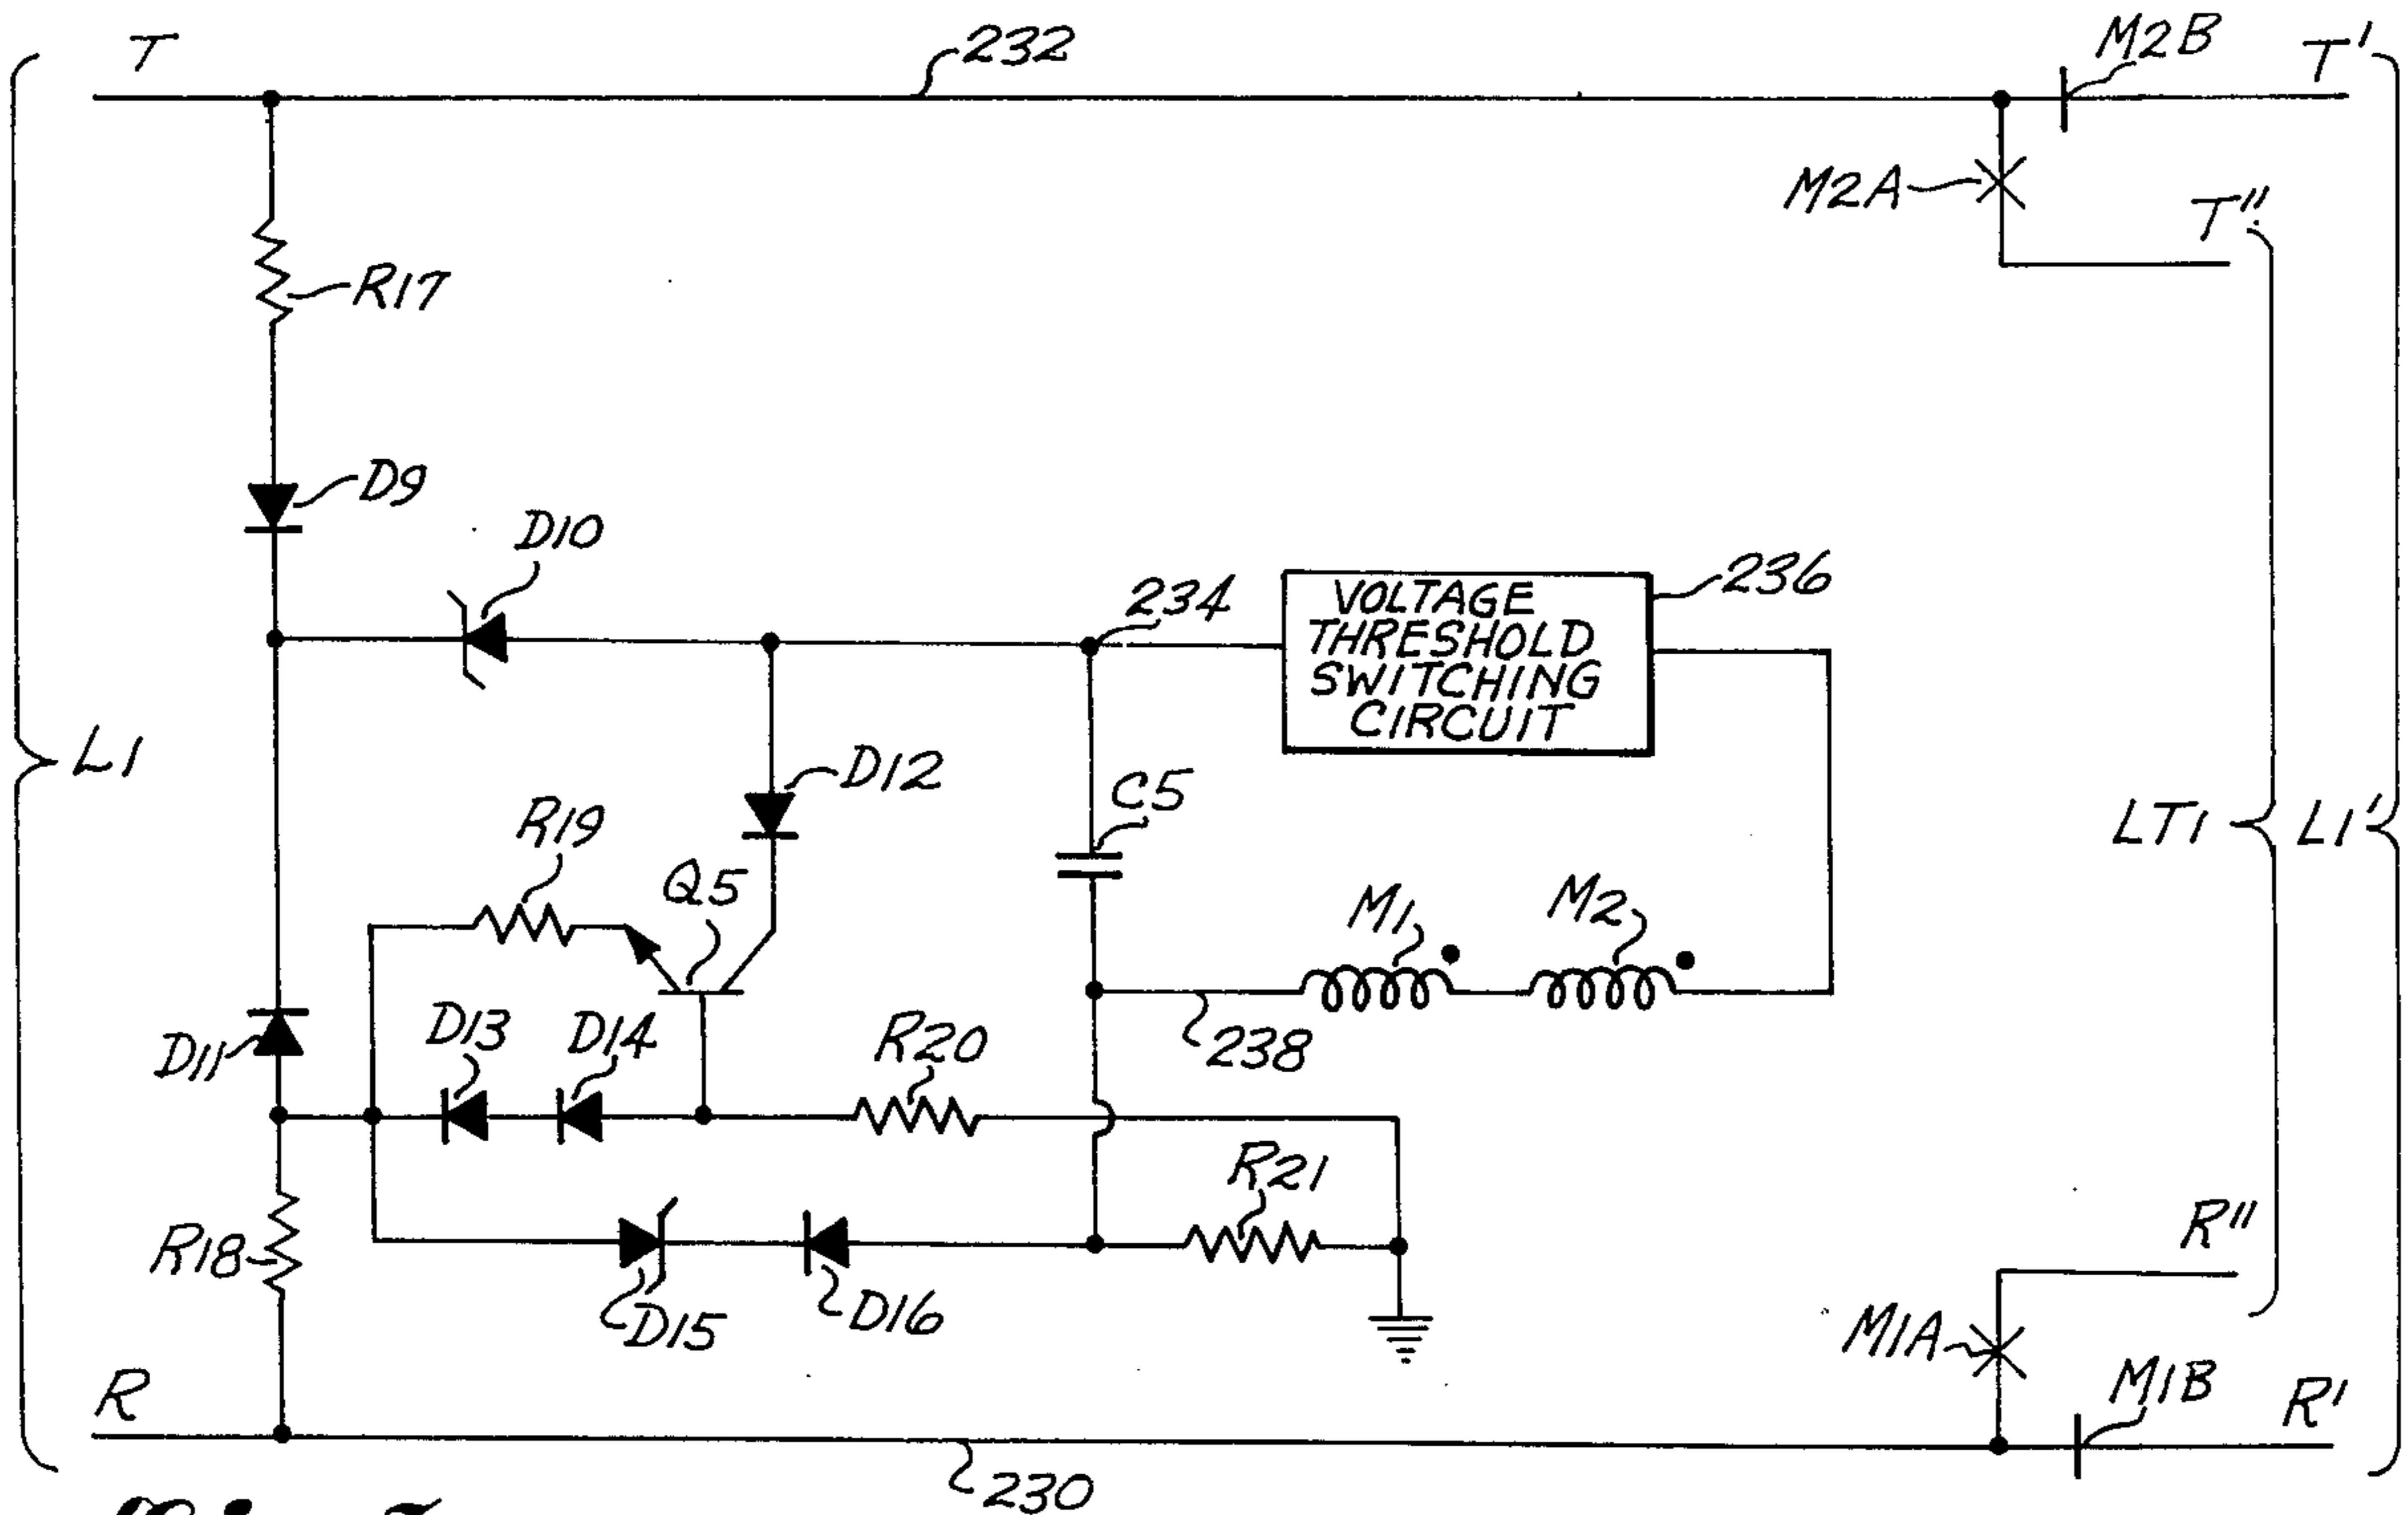 T
232
M2B
T'
M2A
T"
R17
D9
D10
234
236
VOLTAGE
THRESHOLD
SWITCHING
CIRCUIT
L1
D12
C5
R19
Q5
LT1
L1'
M1
M2
D11
D13
D14
R20
238
R21
R"
R18
D15
D16
M1A
M1B
R
R'
230